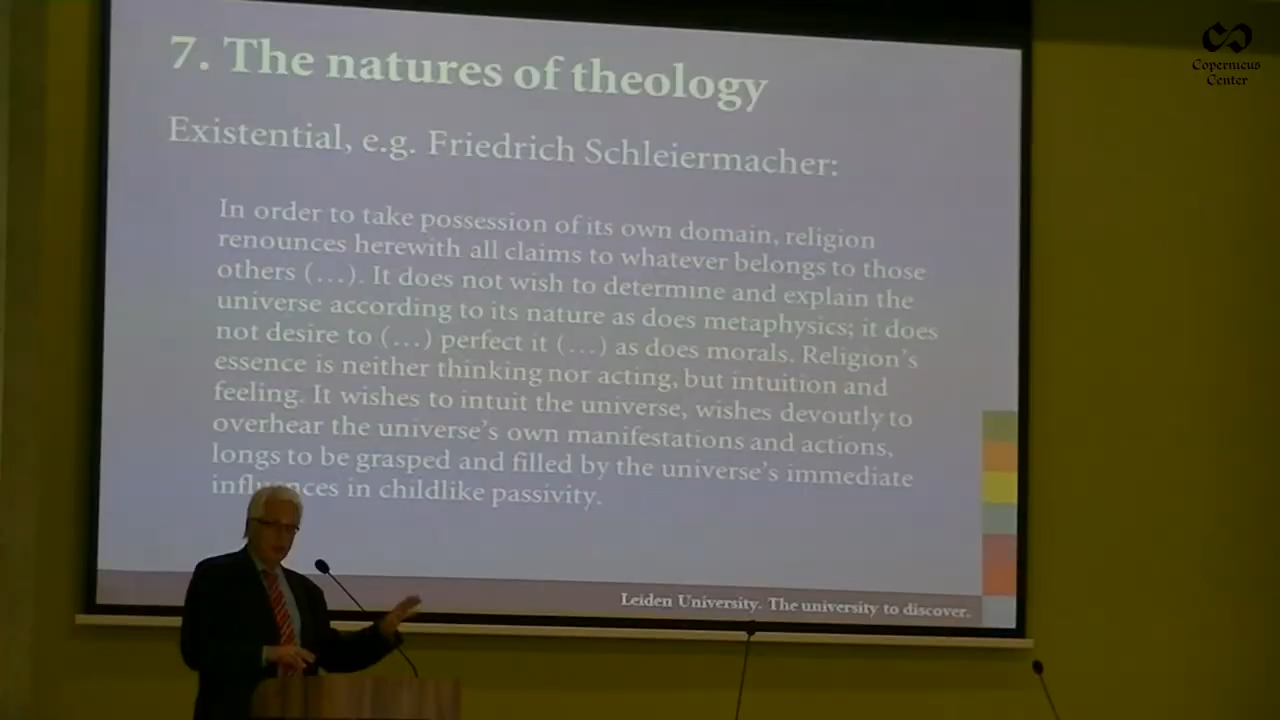 Copernicus
Center
7. The natures of theology
Existential, e.g. Friedrich Schleiermacher:
In order to take possession of its own domain, religion
renounces herewith all claims to whatever belongs to those
others (…). It does not wish to determine and explain the
universe according to its nature as does metaphysics; it does
not desire to (…) perfect it (…) as does morals. Religion's
essence is neither thinking nor acting, but intuition and
feeling. It wishes to intuit the universe, wishes devoutly to
overhear the universe's own manifestations and actions,
longs to be grasped and filled by the universe's immediate
influences in childlike passivity.
Leiden University. The university to discover.